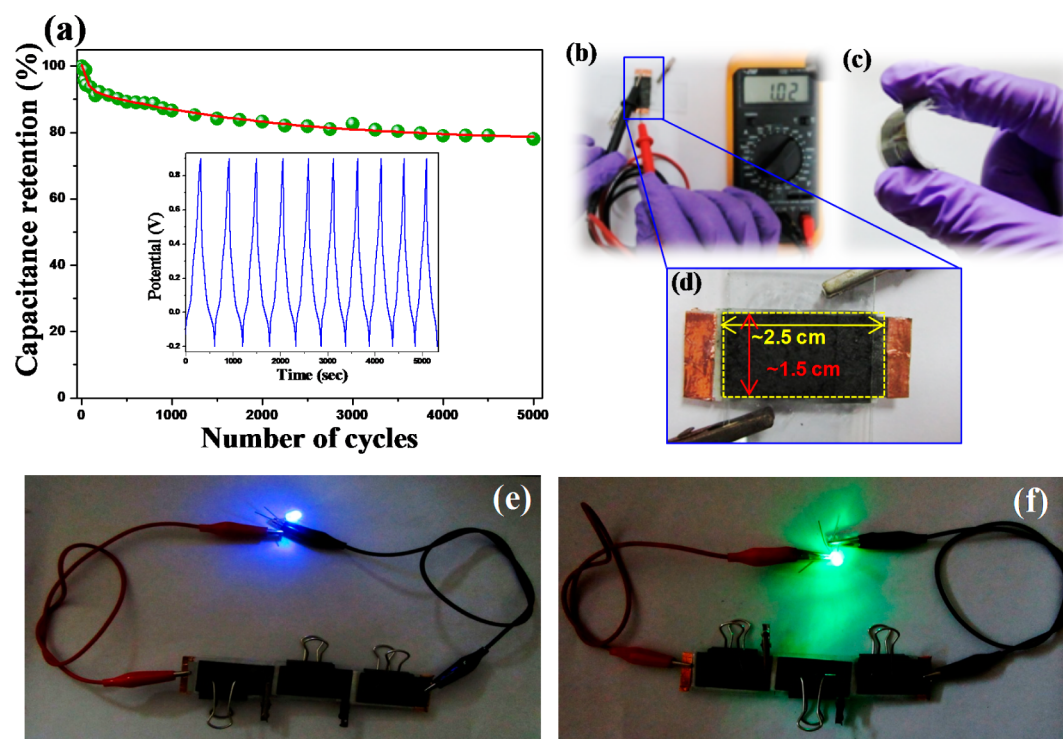 (a)
Capacitance retention (%)
100
80
60
40
20
0
0 1000 2000 3000 4000 5000
Number of cycles
Potential (V)
0.8
0.6
0.4
0.2
0.0
-0.2
0 1000 2000 3000 4000 5000
Time (sec)
(b)
1.02
(c)
(d)
~2.5 cm
~1.5 cm
(e)
(f)